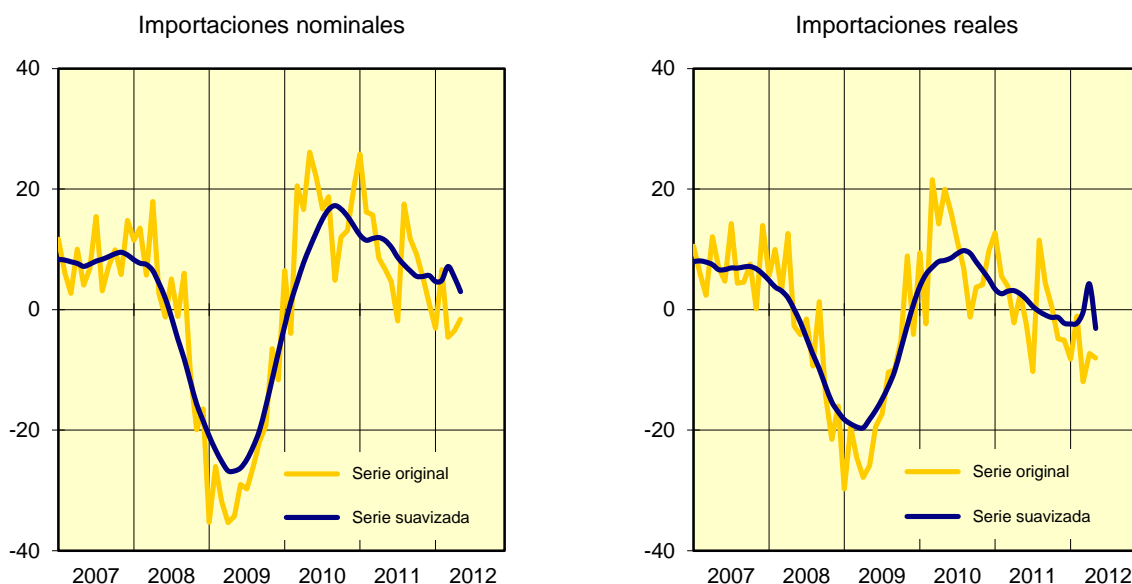 Importaciones nominales
40
20
0
-20
-40
Serie original
Serie suavizada
2007 2008 2009 2010 2011 2012
Importaciones reales
40
20
0
-20
-40
Serie original
Serie suavizada
2007 2008 2009 2010 2011 2012